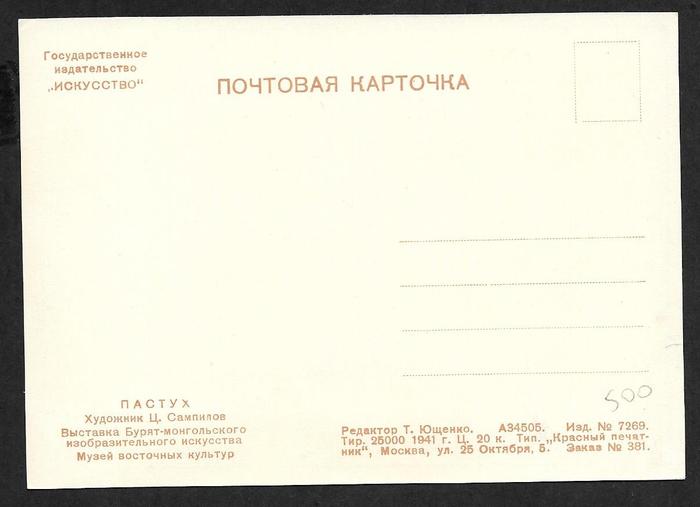 Государственное
издательство
„ИСКУССТВО"
ПОЧТОВАЯ КАРТОЧКА
ПАСТУХ
Художник Ц. Сампилов
Выставка Бурят-монгольского
изобразительного искусства
Музей восточных культур
500
Редактор Т. Ющенко. А34505. Изд. № 7269.
Тир. 25000 1941 г. Ц. 20 к. Тип. „Красный печат-
ник", Москва, ул. 25 Октября, 5. Заказ № 381.